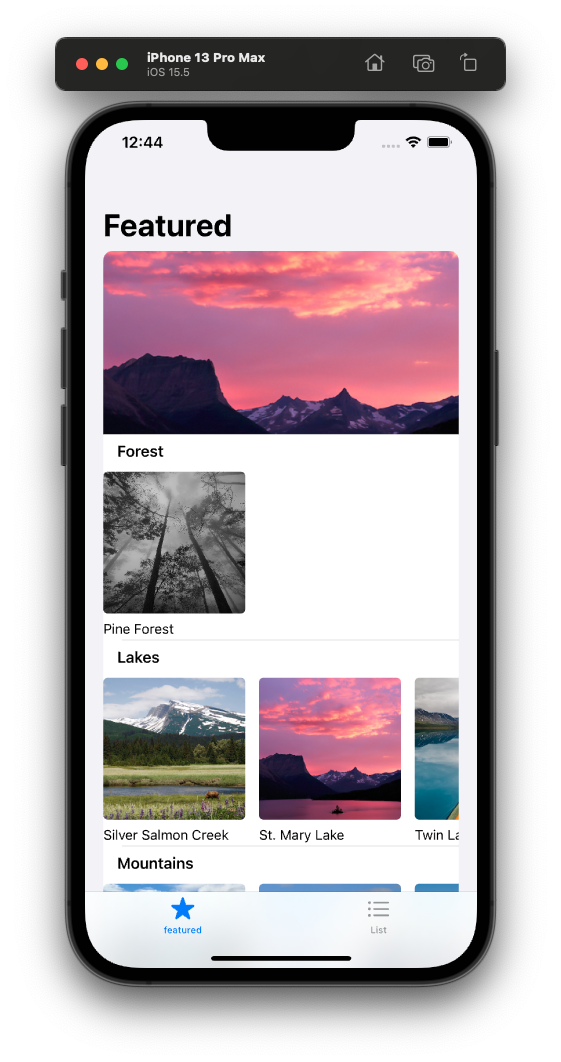 iPhone 13 Pro Max
iOS 15.5
12:44
Featured
Forest
Pine Forest
Lakes
Silver Salmon Creek
St. Mary Lake
Twin La
Mountains
featured
List